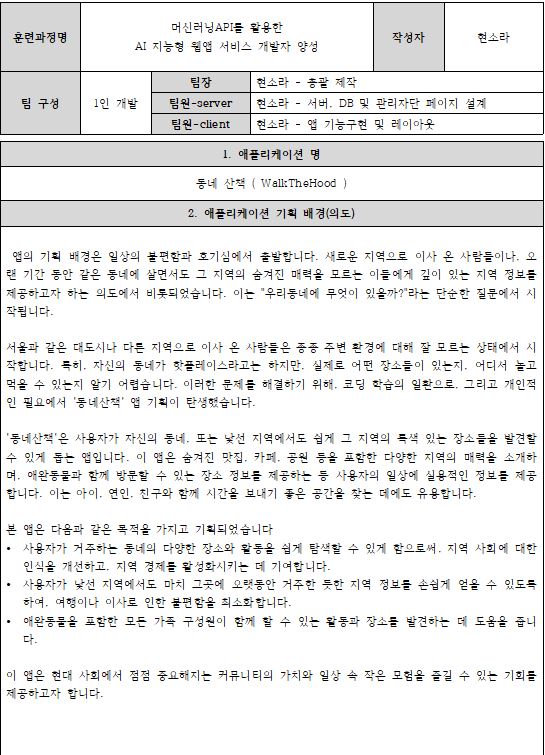 훈련과정명
머신러닝API를 활용한
AI 지능형 웹앱 서비스 개발자 양성
작성자
현소라
팀 구성
1인 개발
팀장
현소라 - 총괄 제작
팀원-server
현소라 - 서버, DB 및 관리자단 페이지 설계
팀원-client
현소라 - 앱 기능구현 및 레이아웃
1. 애플리케이션 명
동네 산책 ( WalkTheHood )
2. 애플리케이션 기획 배경(의도)
앱의 기획 배경은 일상의 불편함과 호기심에서 출발합니다. 새로운 지역으로 이사 온 사람들이나, 오
랜 기간 동안 같은 동네에 살면서도 그 지역의 숨겨진 매력을 모르는 이들에게 깊이 있는 지역 정보를
제공하고자 하는 의도에서 비롯되었습니다. 이는 "우리동네에 무엇이 있을까?"라는 단순한 질문에서 시
작됩니다.
서울과 같은 대도시나 다른 지역으로 이사 온 사람들은 종종 주변 환경에 대해 잘 모르는 상태에서 시
작합니다. 특히, 자신의 동네가 핫플레이스라고는 하지만, 실제로 어떤 장소들이 있는지, 어디서 놀고
먹을 수 있는지 알기 어렵습니다. 이러한 문제를 해결하기 위해, 코딩 학습의 일환으로, 그리고 개인적
인 필요에서 '동네산책' 앱 기획이 탄생했습니다.
'동네산책'은 사용자가 자신의 동네, 또는 낯선 지역에서도 쉽게 그 지역의 특색 있는 장소들을 발견할
수 있게 돕는 앱입니다. 이 앱은 숨겨진 맛집, 카페, 공원 등을 포함한 다양한 지역의 매력을 소개하
며, 애완동물과 함께 방문할 수 있는 장소 정보를 제공하는 등 사용자의 일상에 실용적인 정보를 제공
합니다. 이는 아이, 연인, 친구와 함께 시간을 보내기 좋은 공간을 찾는 데에도 유용합니다.
본 앱은 다음과 같은 목적을 가지고 기획되었습니다
• 사용자가 거주하는 동네의 다양한 장소와 활동을 쉽게 탐색할 수 있게 함으로써, 지역 사회에 대한
인식을 개선하고, 지역 경제를 활성화시키는 데 기여합니다.
• 사용자가 낯선 지역에서도 마치 그곳에 오랫동안 거주한 듯한 지역 정보를 손쉽게 얻을 수 있도록
하여, 여행이나 이사로 인한 불편함을 최소화합니다.
• 애완동물을 포함한 모든 가족 구성원이 함께 할 수 있는 활동과 장소를 발견하는 데 도움을 줍니
다.
이 앱은 현대 사회에서 점점 중요해지는 커뮤니티의 가치와 일상 속 작은 모험을 즐길 수 있는 기회를
제공하고자 합니다.